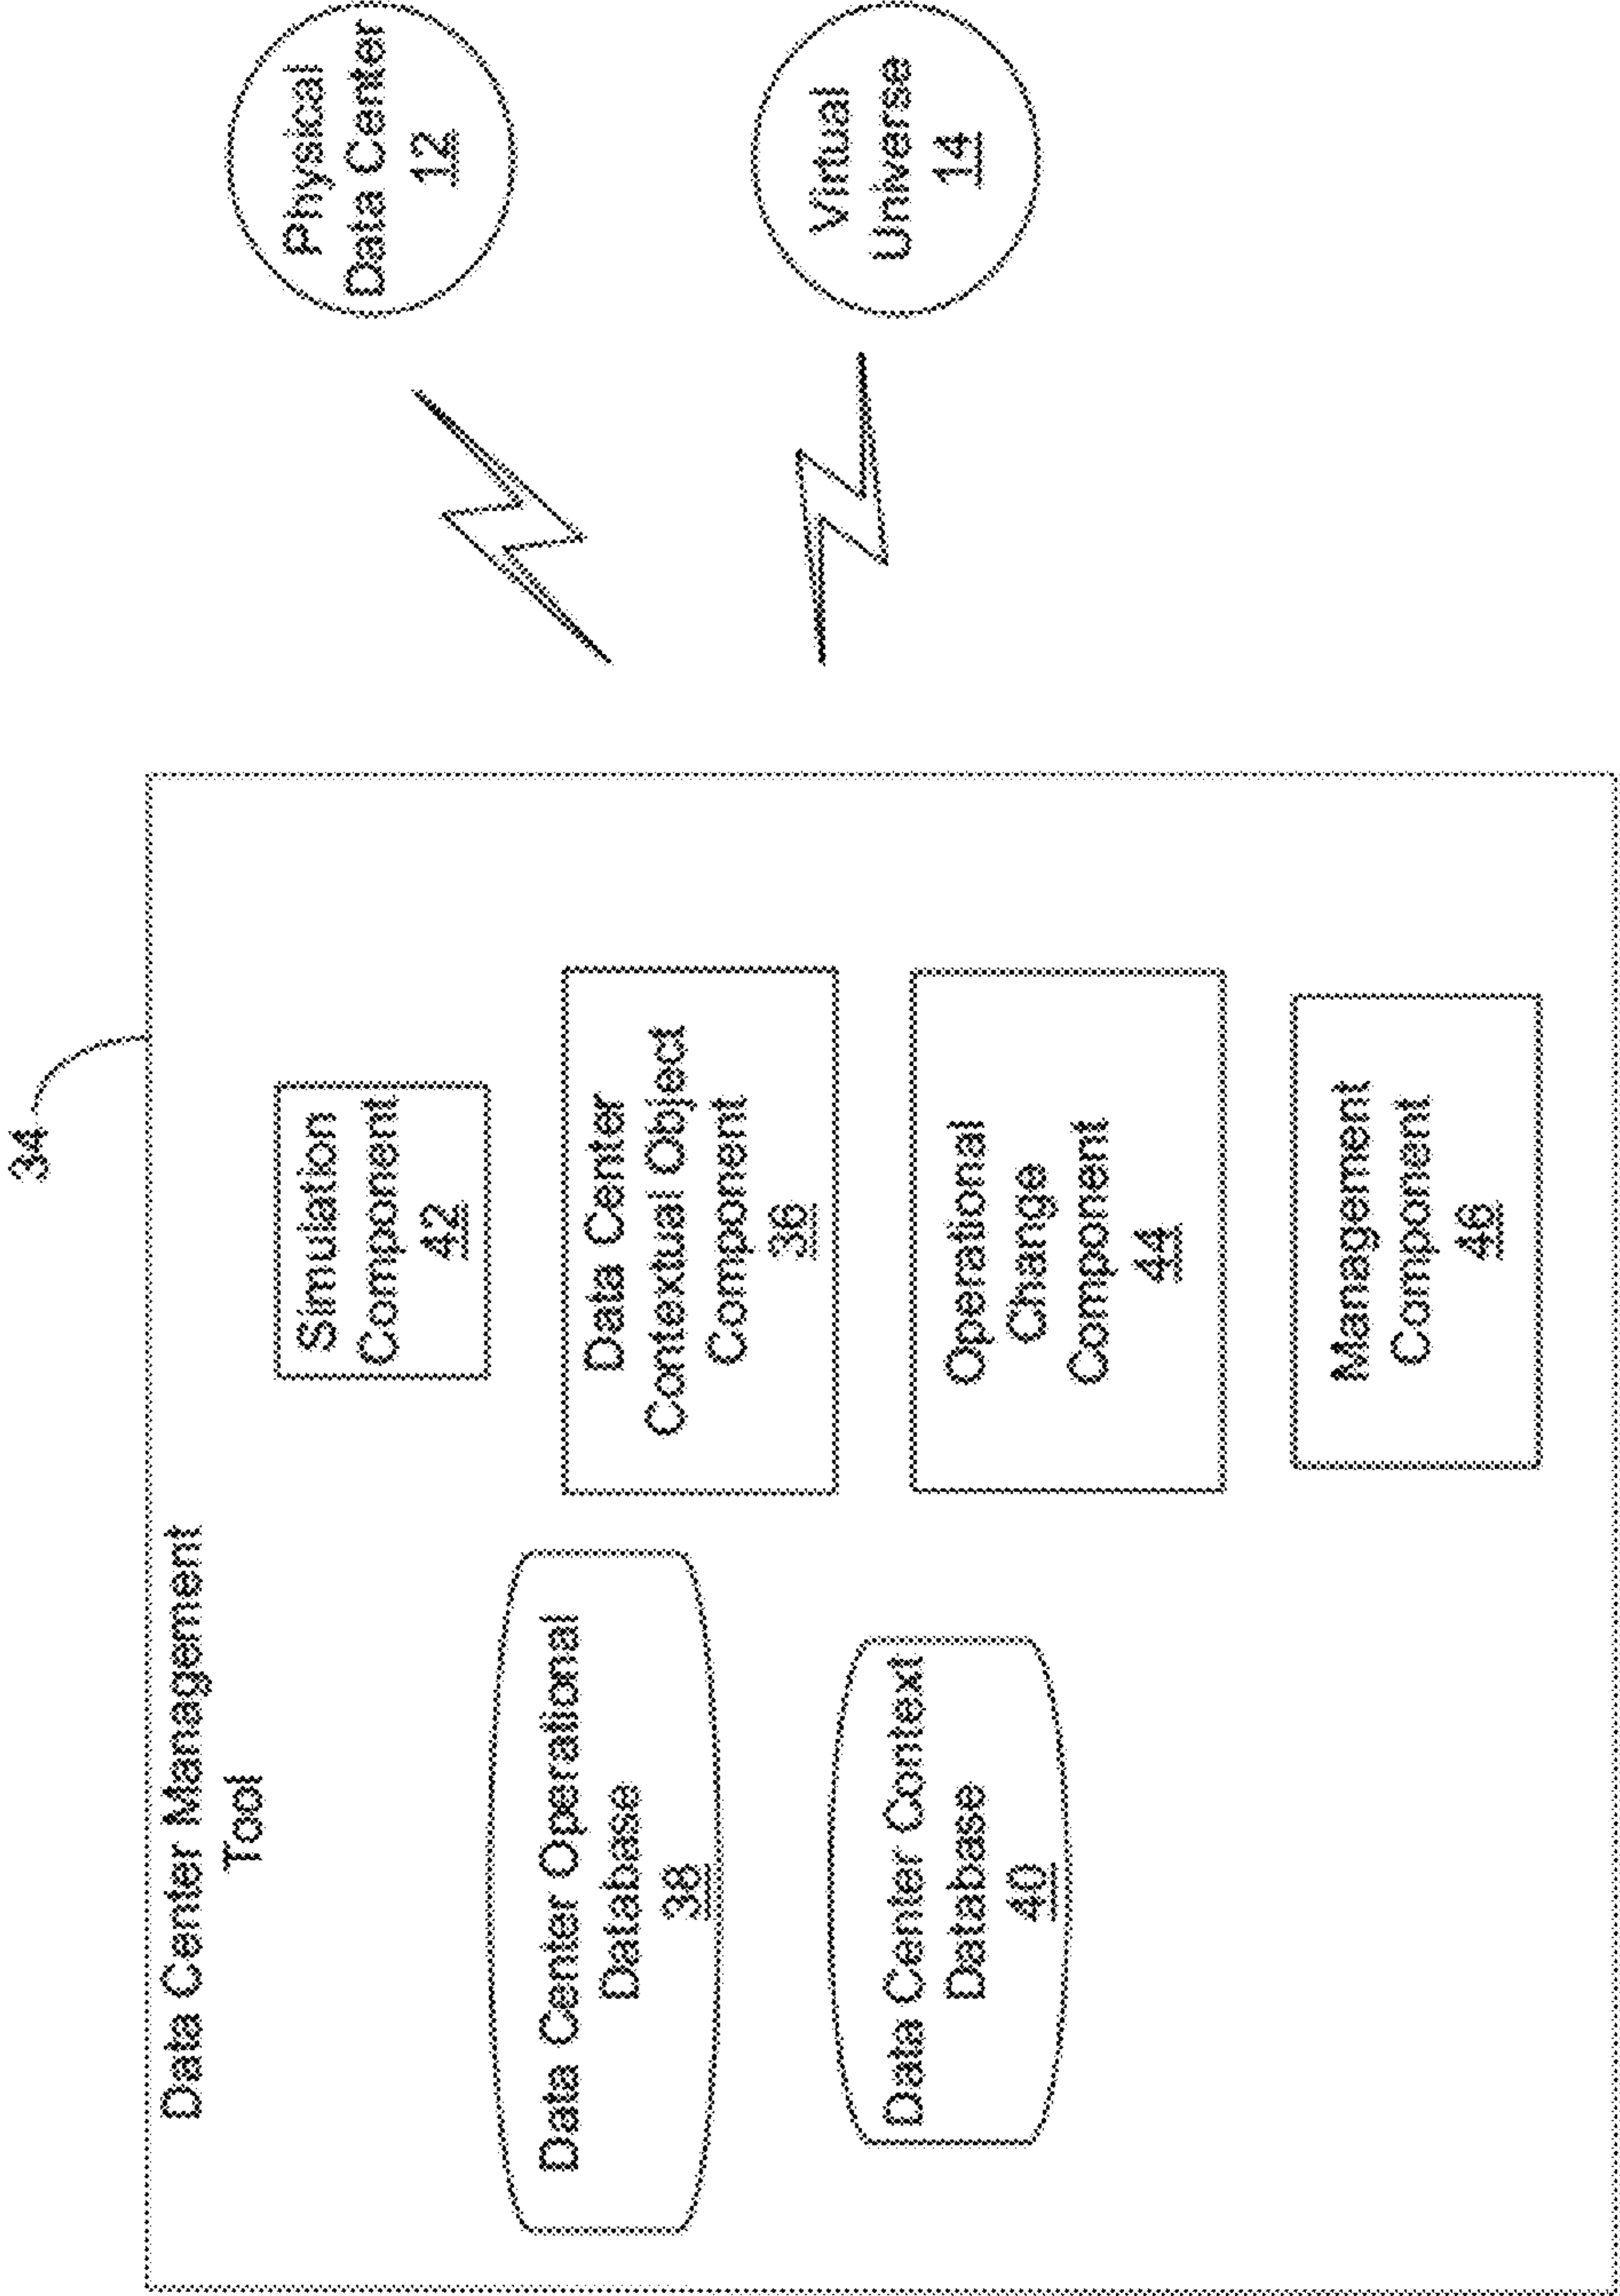 34
Data Center Management
Tool
Data Center Operational
Database
38
Data Center Context
Database
40
Simulation
Component
42
Data Center
Contextual Object
Component
36
Operational
Change
Component
44
Management
Component
46
Physical
Data Center
12
Virtual
Universe
14